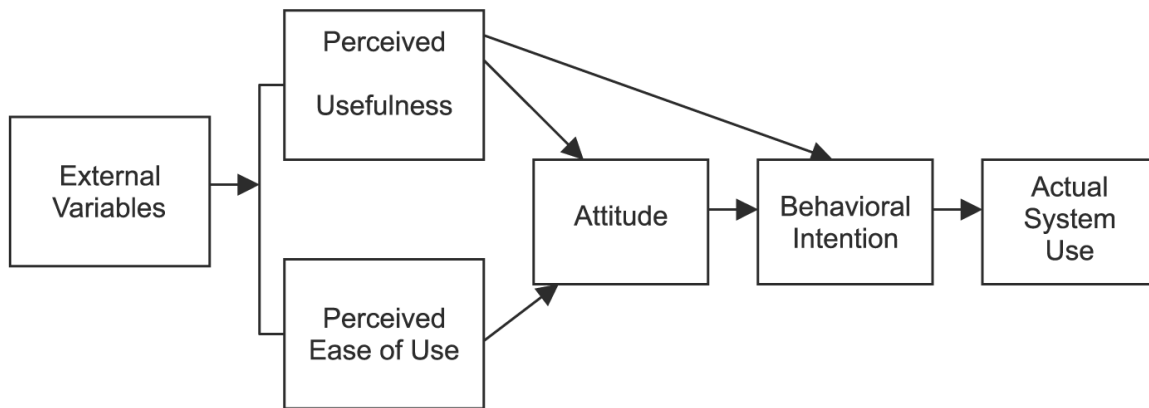 Perceived
Usefulness
External
Variables
Attitude
Behavioral
Intention
Actual
System
Use
Perceived
Ease of Use